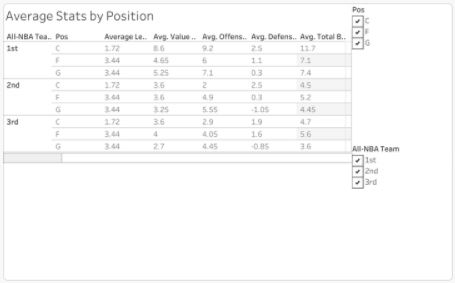 Average Stats by Position
All-NBA Tea.. Pos Average Le.. Avg. Value .. Avg. Offens.. Avg. Defens.. Avg. Total B..
1st C 1.72 8.6 9.2 2.5 11.7
F 3.44 4.65 6 1.1 7.1
G 3.44 5.25 7.1 0.3 7.4
2nd C 1.72 3.6 2 2.5 4.5
F 3.44 3.6 4.9 0.3 5.2
G 3.44 3.25 5.55 -1.05 4.45
3rd C 1.72 3.6 2.9 1.9 4.7
F 3.44 4 4.05 1.6 5.6
G 3.44 2.7 4.45 -0.85 3.6
Pos
C
F
G
All-NBA Team
1st
2nd
3rd